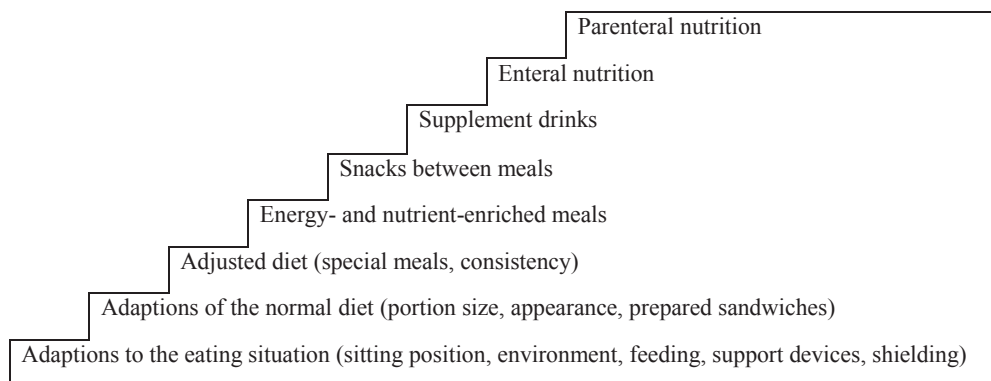 Parenteral nutrition
Enteral nutrition
Supplement drinks
Snacks between meals
Energy- and nutrient-enriched meals
Adjusted diet (special meals, consistency)
Adaptions of the normal diet (portion size, appearance, prepared sandwiches)
Adaptions to the eating situation (sitting position, environment, feeding, support devices, shielding)